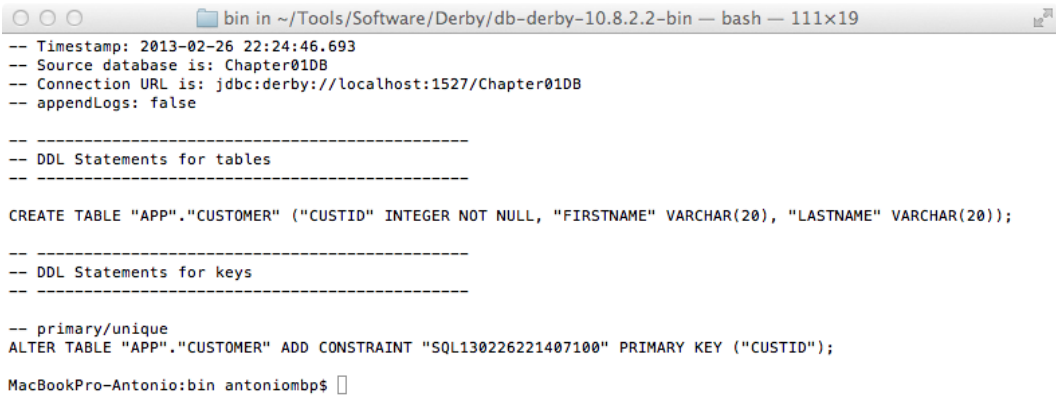 bin in ~/Tools/Software/Derby/db-derby-10.8.2.2-bin — bash — 111×19
-- Timestamp: 2013-02-26 22:24:46.693
-- Source database is: Chapter01DB
-- Connection URL is: jdbc:derby://localhost:1527/Chapter01DB
-- appendLogs: false
-- ----------------------------------------------
-- DDL Statements for tables
-- ----------------------------------------------
CREATE TABLE "APP"."CUSTOMER" ("CUSTID" INTEGER NOT NULL, "FIRSTNAME" VARCHAR(20), "LASTNAME" VARCHAR(20));
-- ----------------------------------------------
-- DDL Statements for keys
-- ----------------------------------------------
-- primary/unique
ALTER TABLE "APP"."CUSTOMER" ADD CONSTRAINT "SQL130226221407100" PRIMARY KEY ("CUSTID");
MacBookPro-Antonio:bin antoniombp$